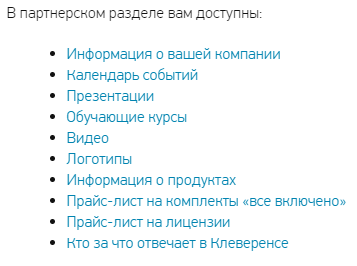 В партнерском разделе вам доступны:
Информация о вашей компании
Календарь событий
Презентации
Обучающие курсы
Видео
Логотипы
Информация о продуктах
Прайс-лист на комплекты «все включено»
Прайс-лист на лицензии
Кто за что отвечает в Клеверенсе